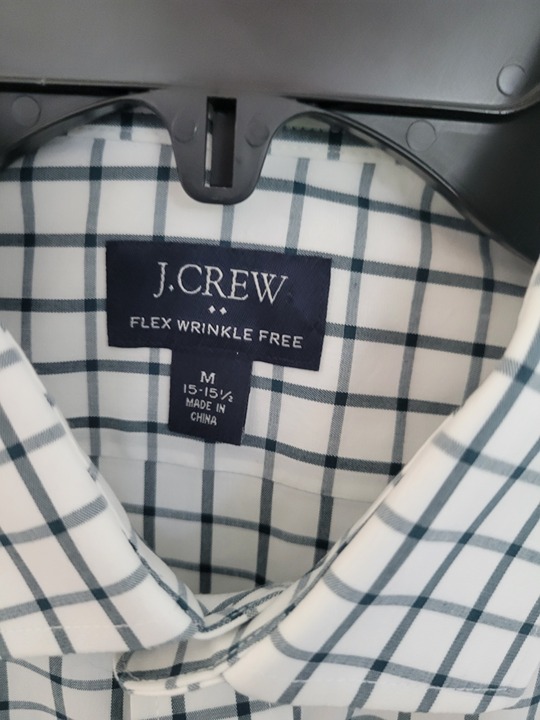 J.CREW
FLEX WRINKLE FREE
M
15-15½
MADE IN
CHINA